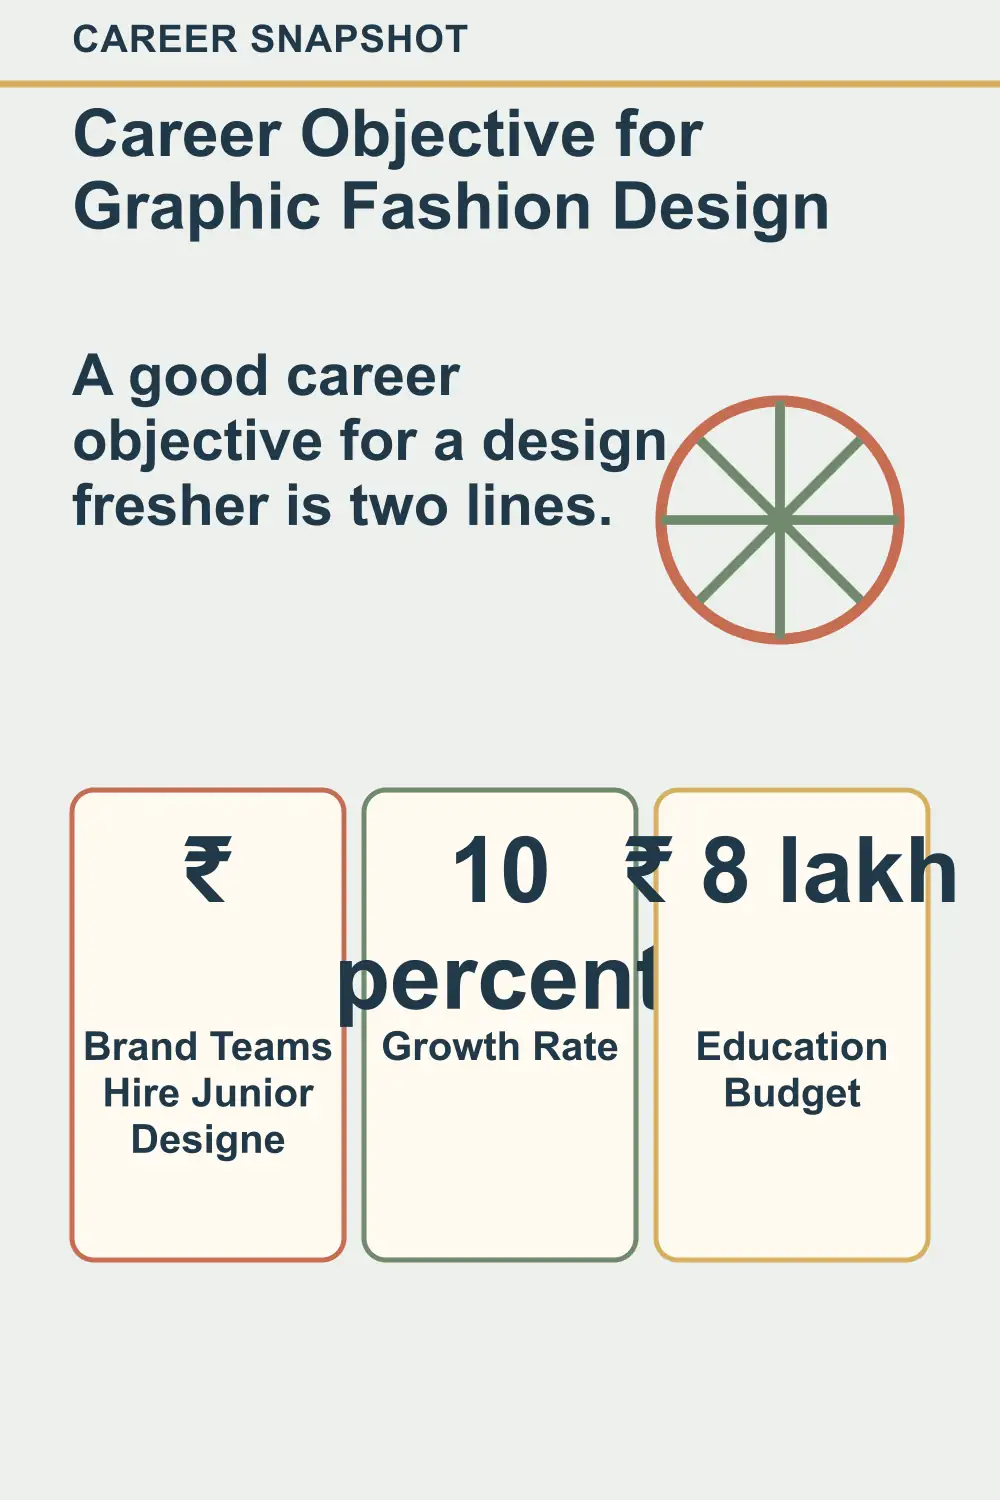 CAREER SNAPSHOT
Career Objective for
Graphic Fashion Design
A good career
objective for a design
fresher is two lines.
₹
Brand Teams
Hire Junior
Designe
10
percent
Growth Rate
₹ 8 lakh
Education
Budget